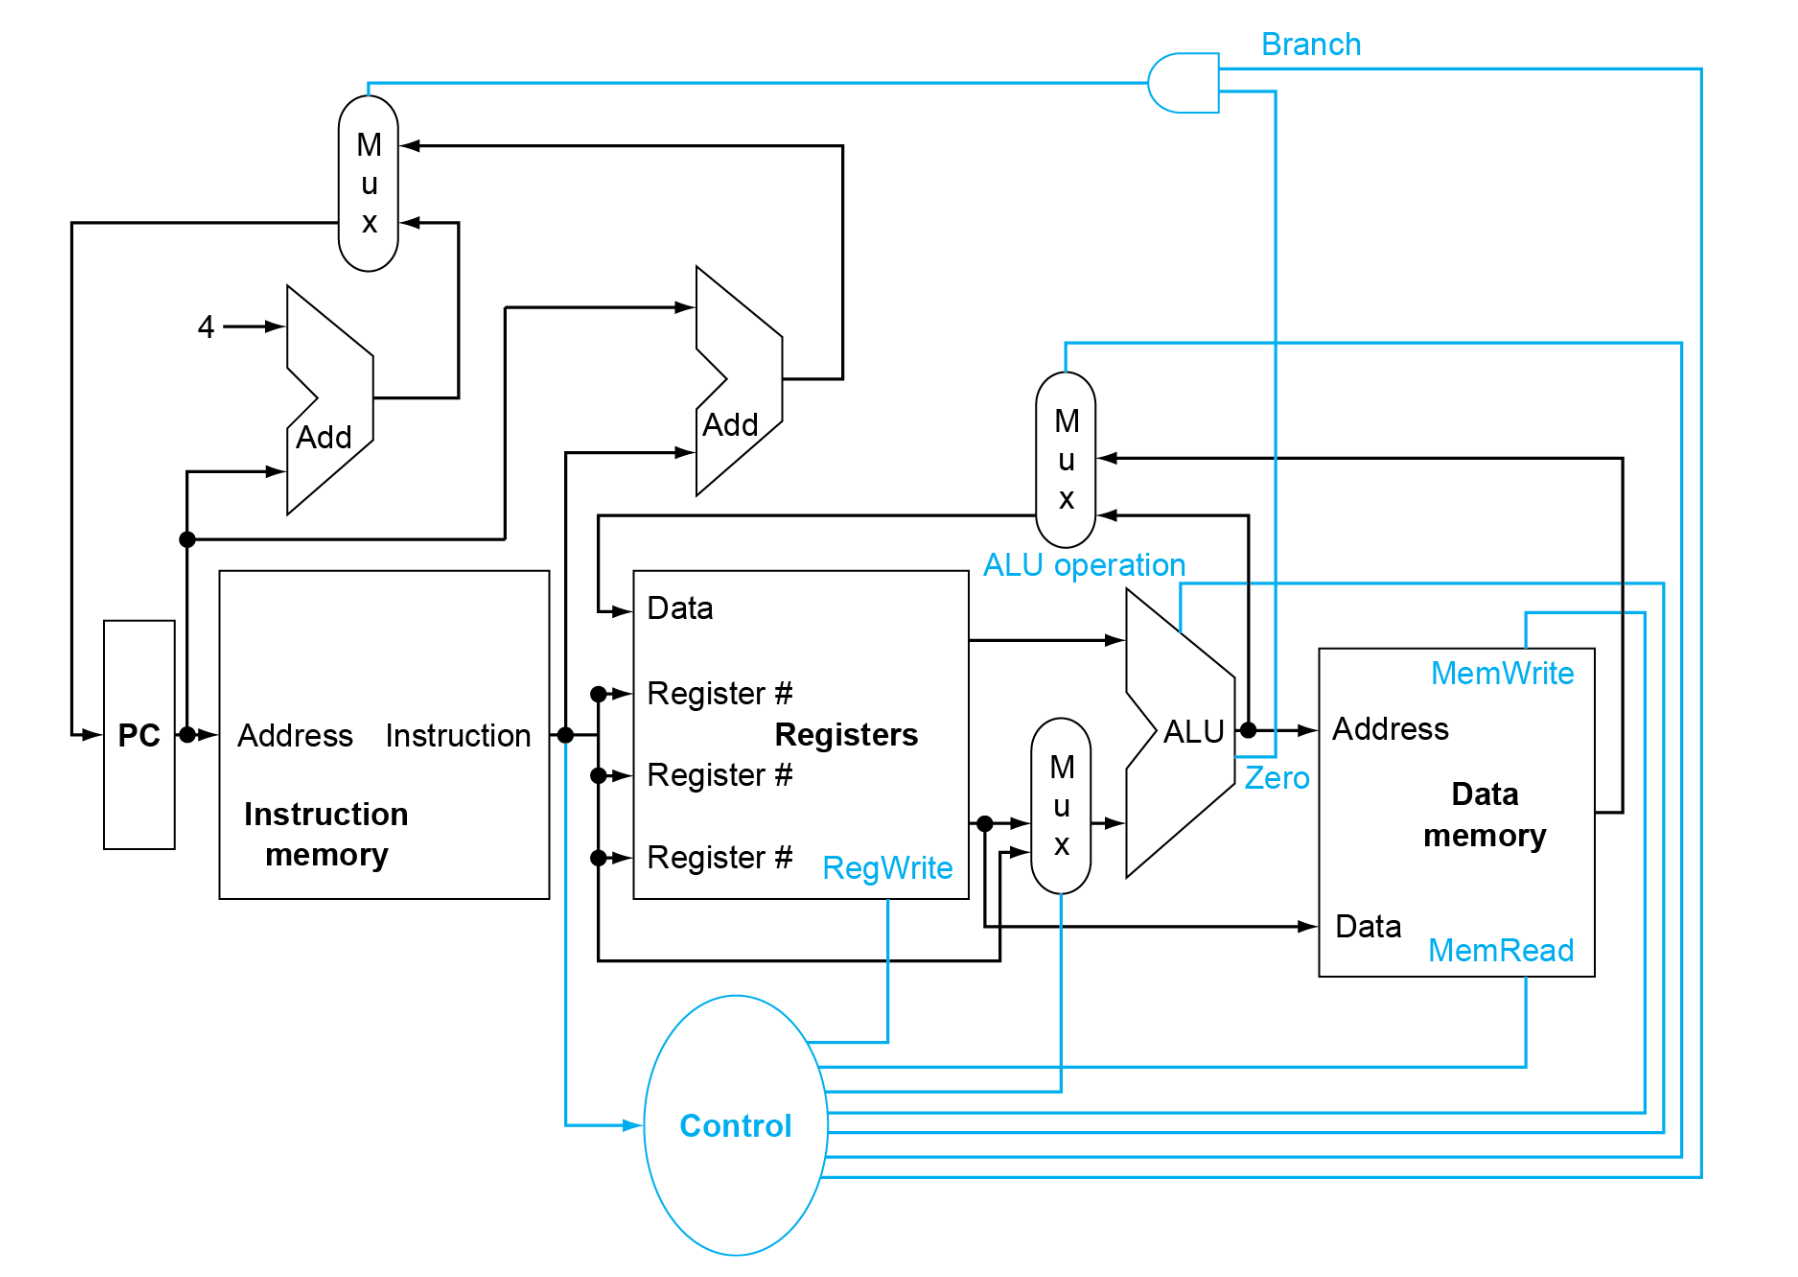 Branch
M
u
x
4
Add
Add
M
u
x
ALU operation
Data
MemWrite
Register #
PC
Address
Instruction
Registers
ALU
Address
M
u
x
Zero
Register #
Data
memory
Instruction
memory
Register #
RegWrite
Data
MemRead
Control